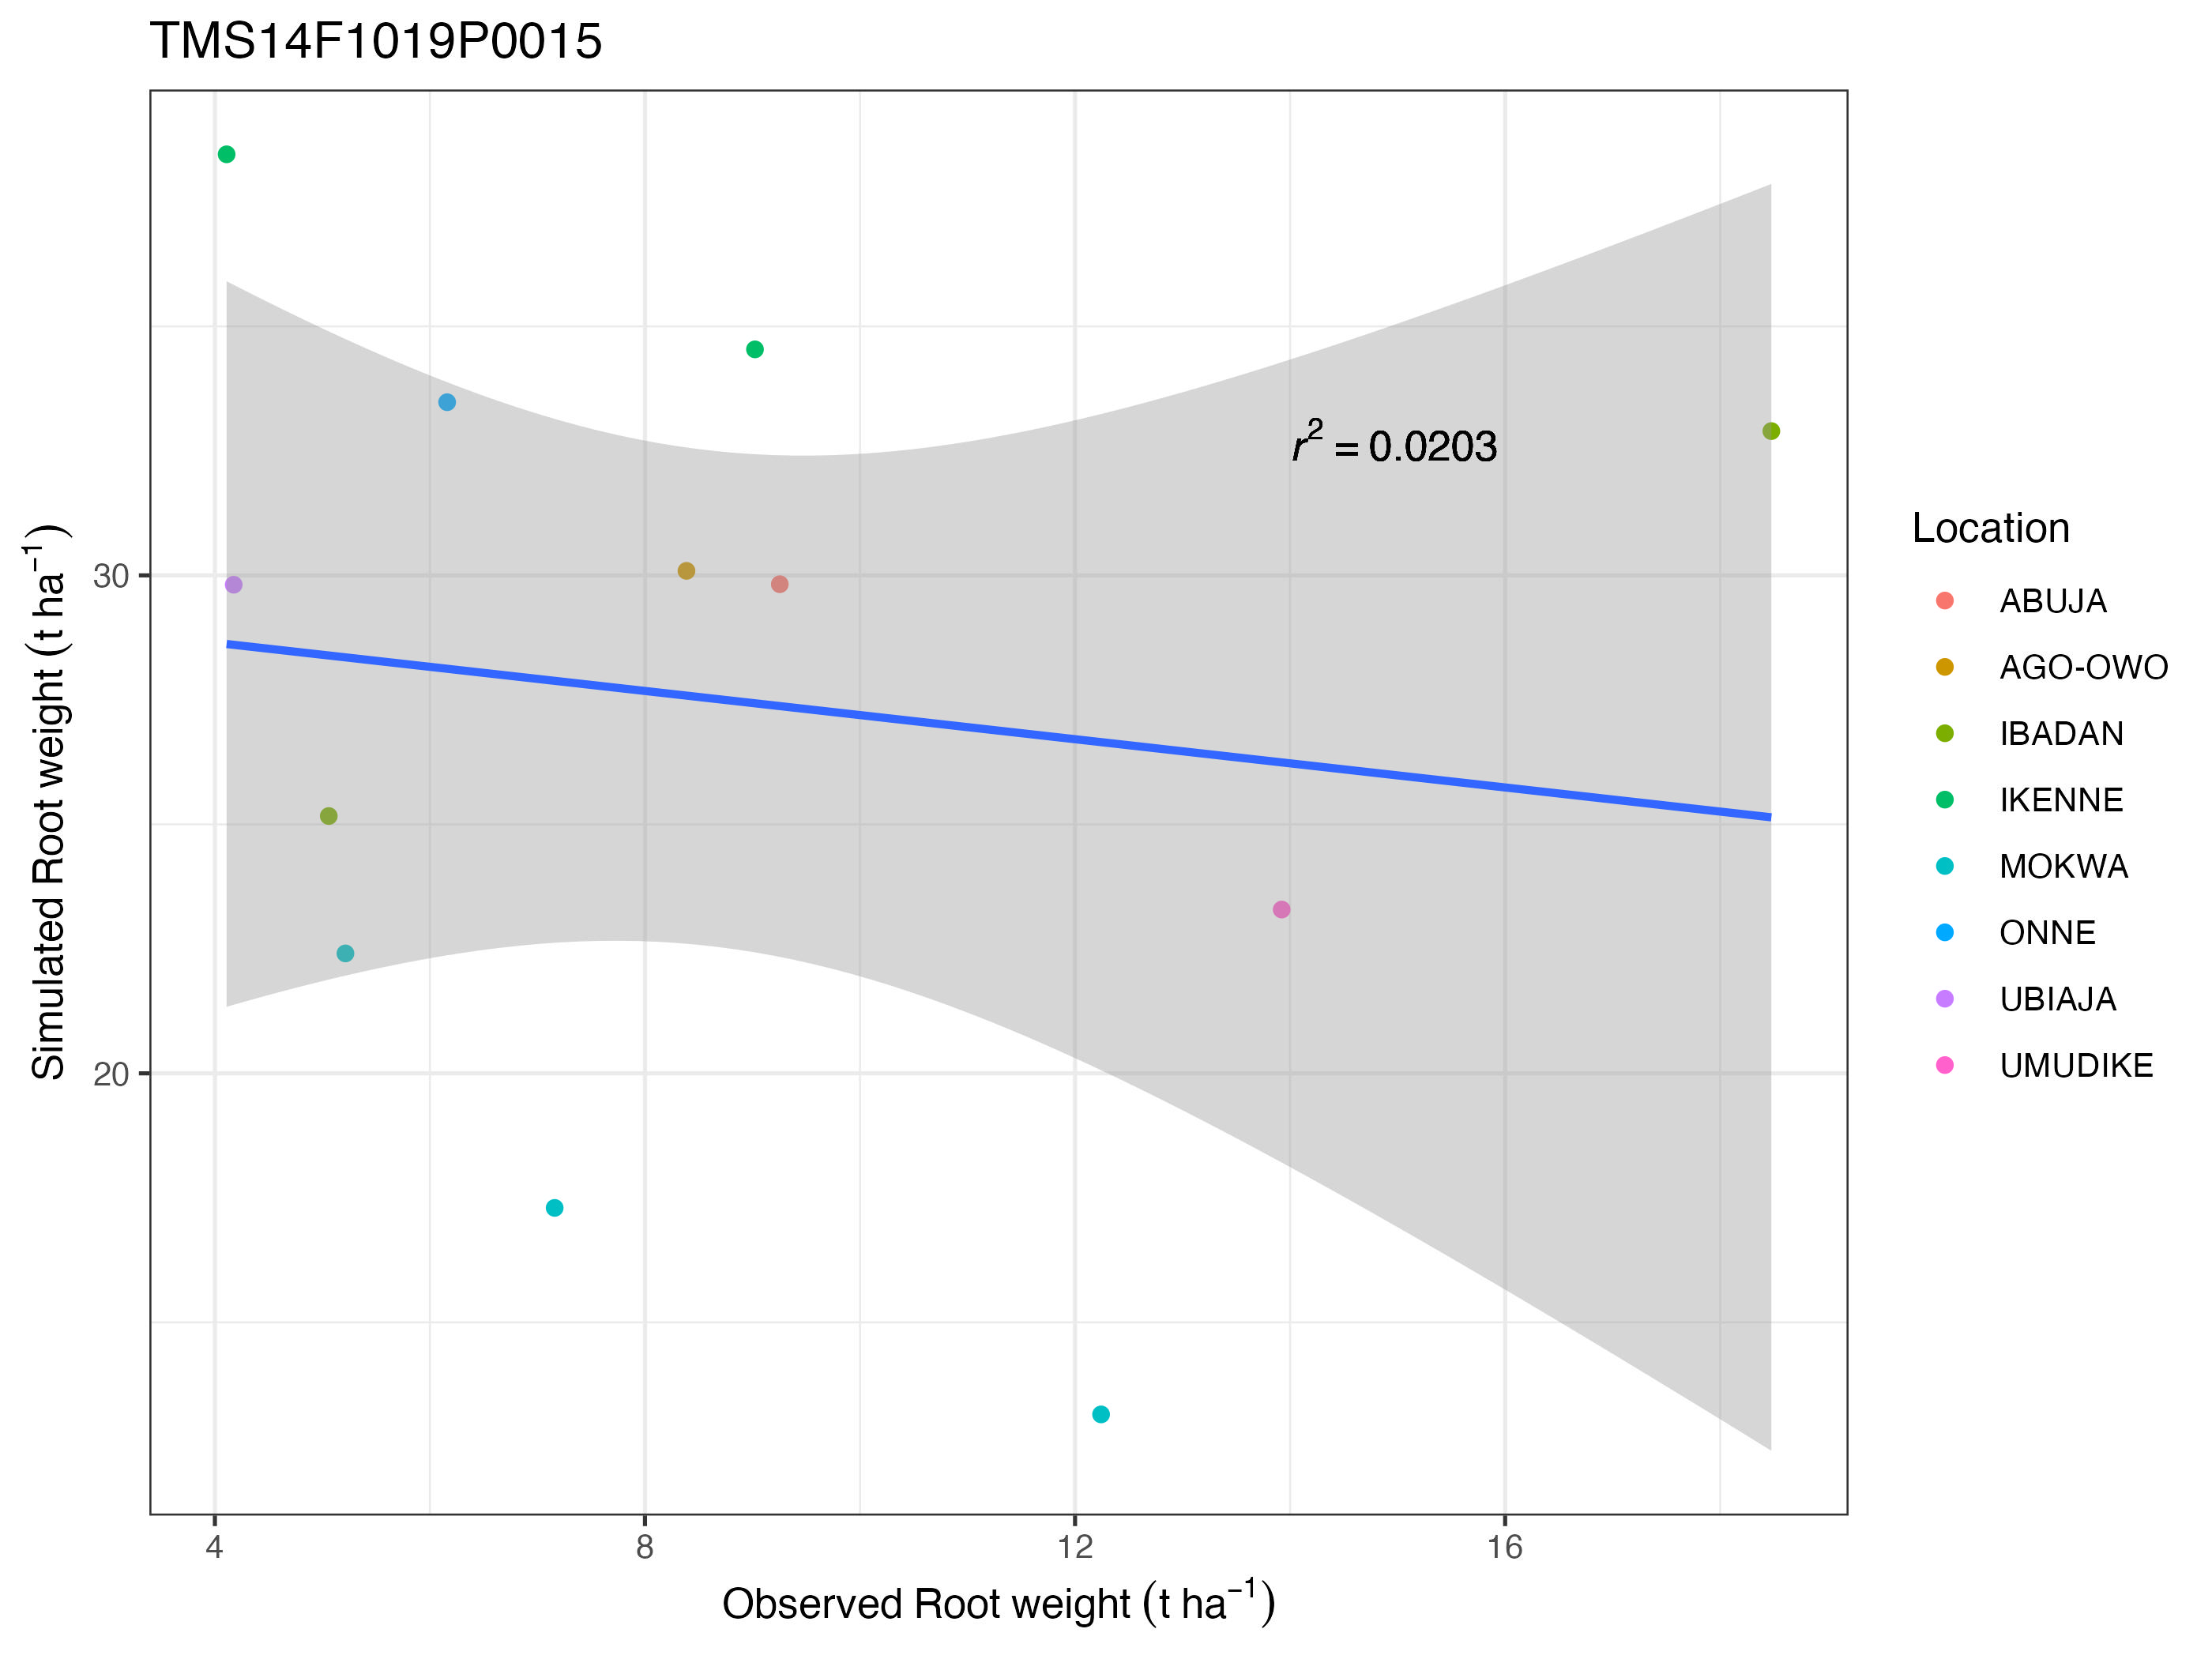 TMS14F1019P0015
Simulated Root weight (t ha⁻¹)
30
20
r² = 0.0203
4 8 12 16
Observed Root weight (t ha⁻¹)
Location
ABUJA
AGO-OWO
IBADAN
IKENNE
MOKWA
ONNE
UBIAJA
UMUDIKE